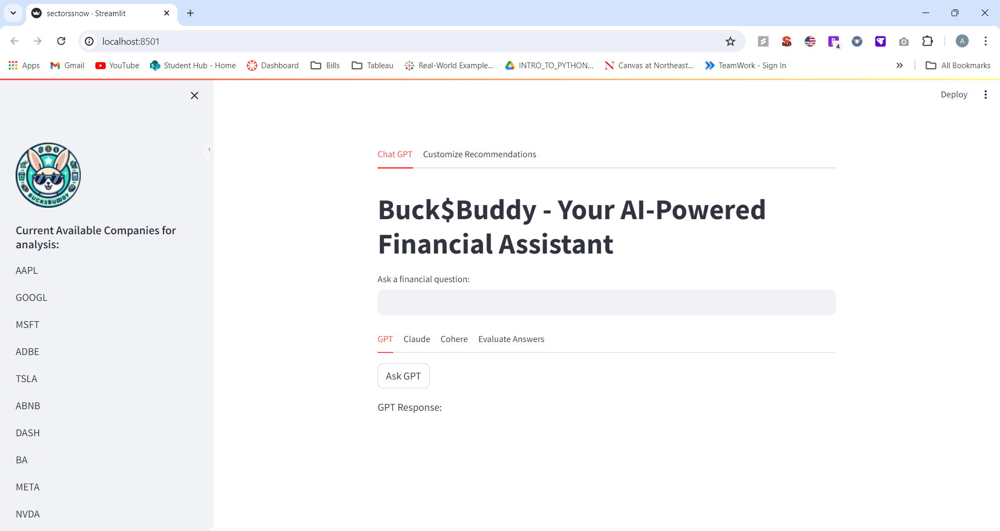 sectorssnow · Streamlit
localhost:8501
SEO
4
A
Apps
Gmail
YouTube
Student Hub - Home
Dashboard
Bills
Tableau
Real-World Example...
INTRO_TO_PYTHON...
Canvas at Northeast...
TeamWork - Sign In
All Bookmarks
Deploy
BUCKSBUDDY
Current Available Companies for
analysis:
AAPL
GOOGL
MSFT
ADBE
TSLA
ABNB
DASH
BA
META
NVDA
Chat GPT
Customize Recommendations
Buck$Buddy - Your AI-Powered
Financial Assistant
Ask a financial question:
GPT
Claude
Cohere
Evaluate Answers
Ask GPT
GPT Response: